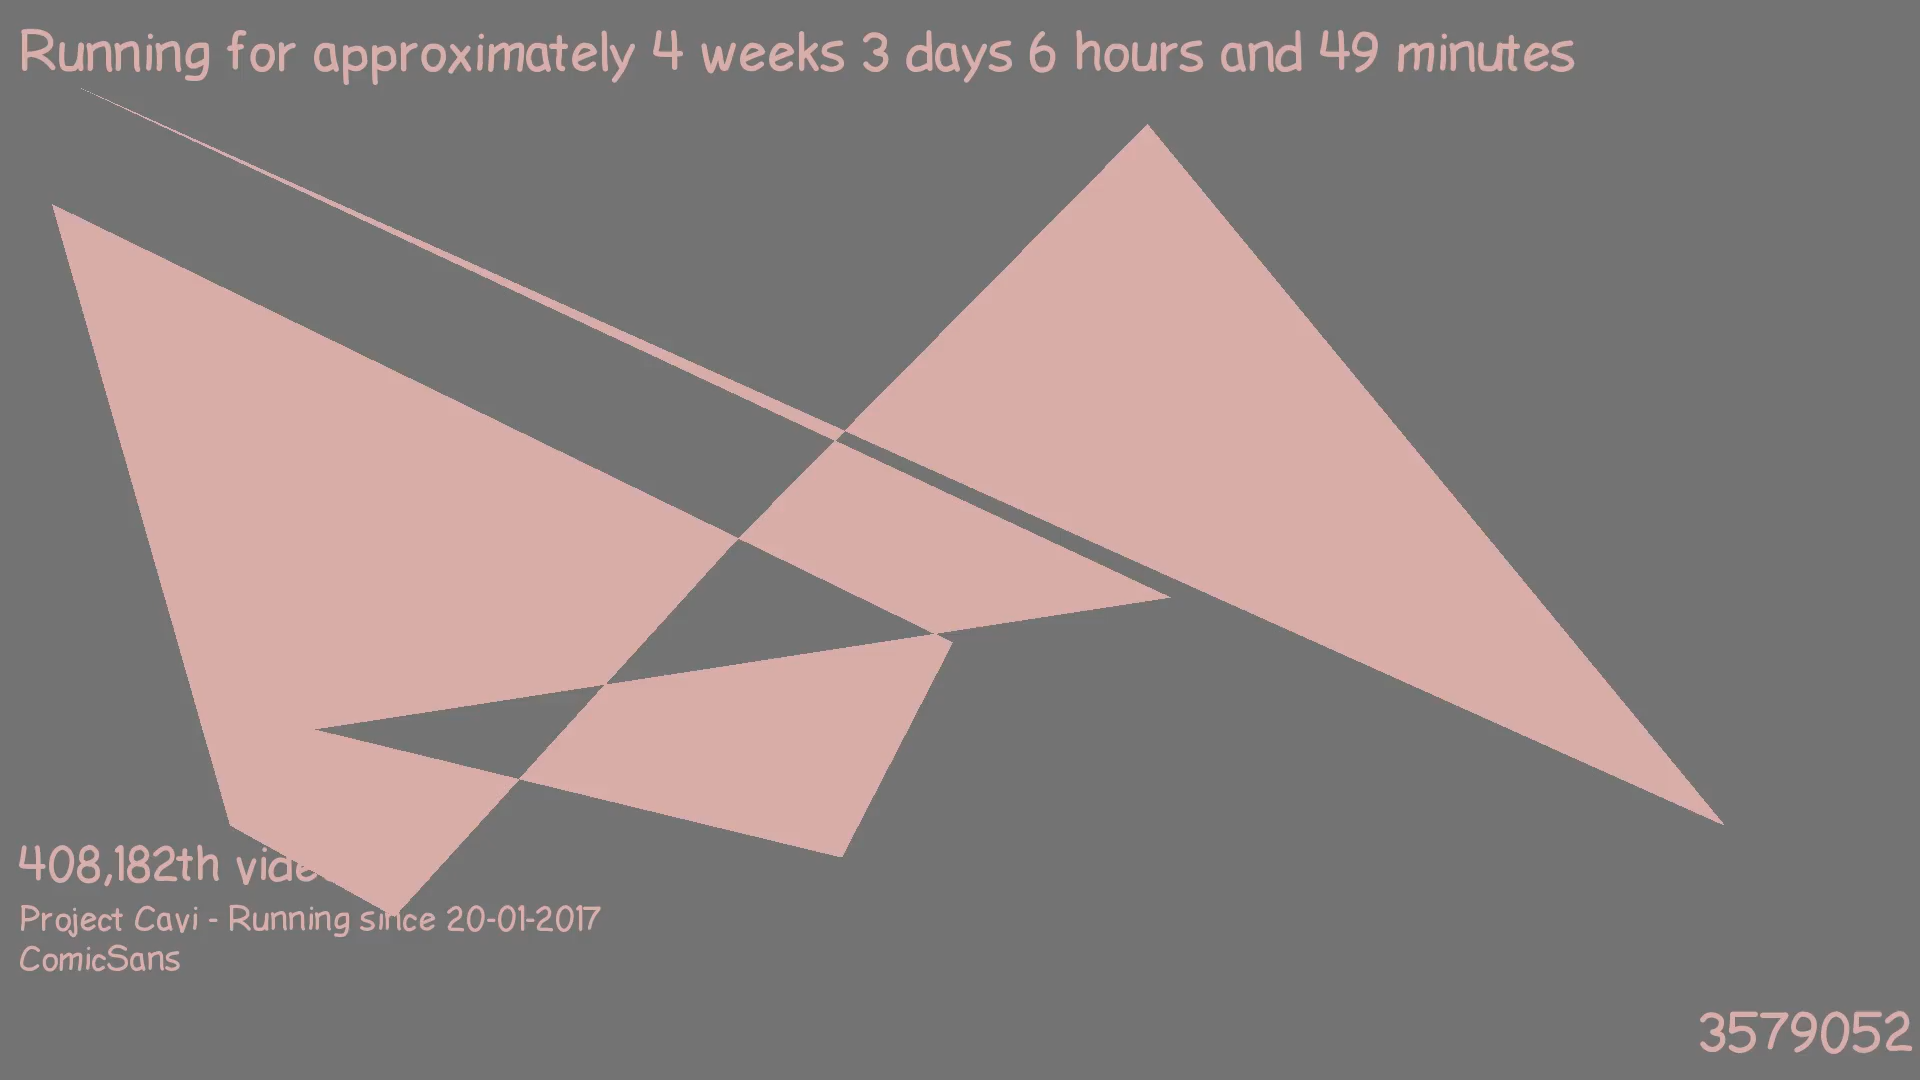 Running for approximately 4 weeks 3 days 6 hours and 49 minutes
408,182th vide
Project Cavi - Running since 20-01-2017
ComicSans
3579052